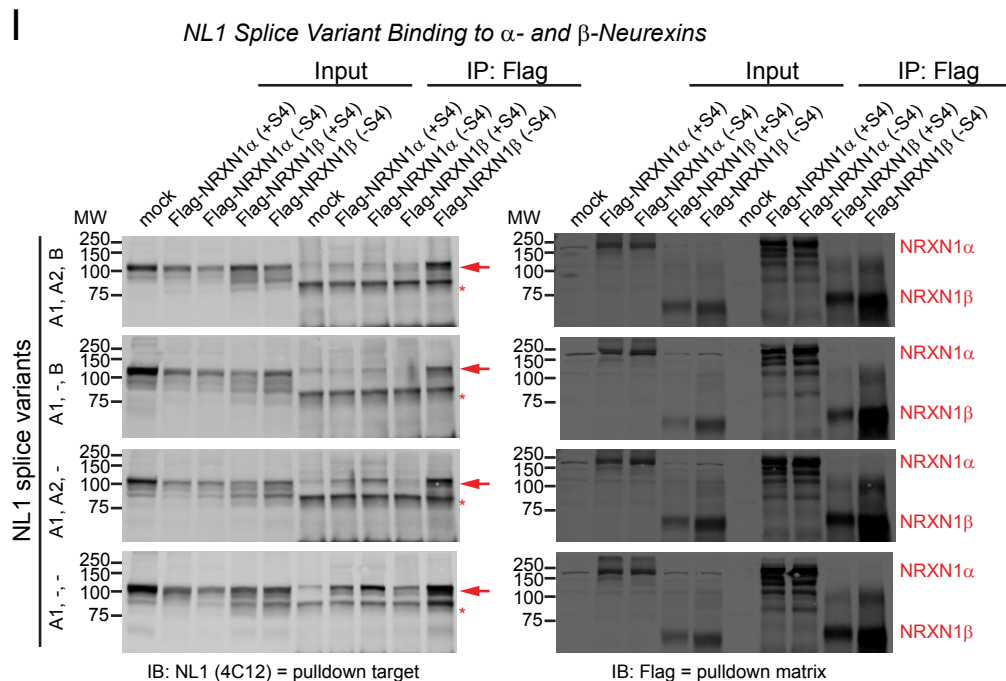 I
NL1 Splice Variant Binding to α- and β-Neurexins
Input
IP: Flag
Input
IP: Flag
mock
Flag-NRXN1α (+S4)
Flag-NRXN1α (-S4)
Flag-NRXN1β (+S4)
Flag-NRXN1β (-S4)
mock
Flag-NRXN1α (+S4)
Flag-NRXN1α (-S4)
Flag-NRXN1β (+S4)
Flag-NRXN1β (-S4)
mock
Flag-NRXN1α (+S4)
Flag-NRXN1α (-S4)
Flag-NRXN1β (+S4)
Flag-NRXN1β (-S4)
mock
Flag-NRXN1α (+S4)
Flag-NRXN1α (-S4)
Flag-NRXN1β (+S4)
Flag-NRXN1β (-S4)
MW
MW
NL1 splice variants
A1, A2, B
250
150
100
75
*
250
150
100
75
NRXN1α
NRXN1β
A1, -, B
250
150
100
75
*
250
150
100
75
NRXN1α
NRXN1β
A1, A2, -
250
150
100
75
*
250
150
100
75
NRXN1α
NRXN1β
A1, -, -
250
150
100
75
*
250
150
100
75
NRXN1α
NRXN1β
IB: NL1 (4C12) = pulldown target
IB: Flag = pulldown matrix